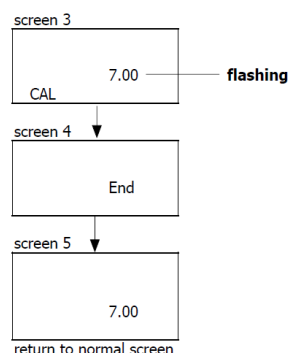 screen 3
7.00 flashing
CAL
screen 4
End
screen 5
7.00
return to normal screen